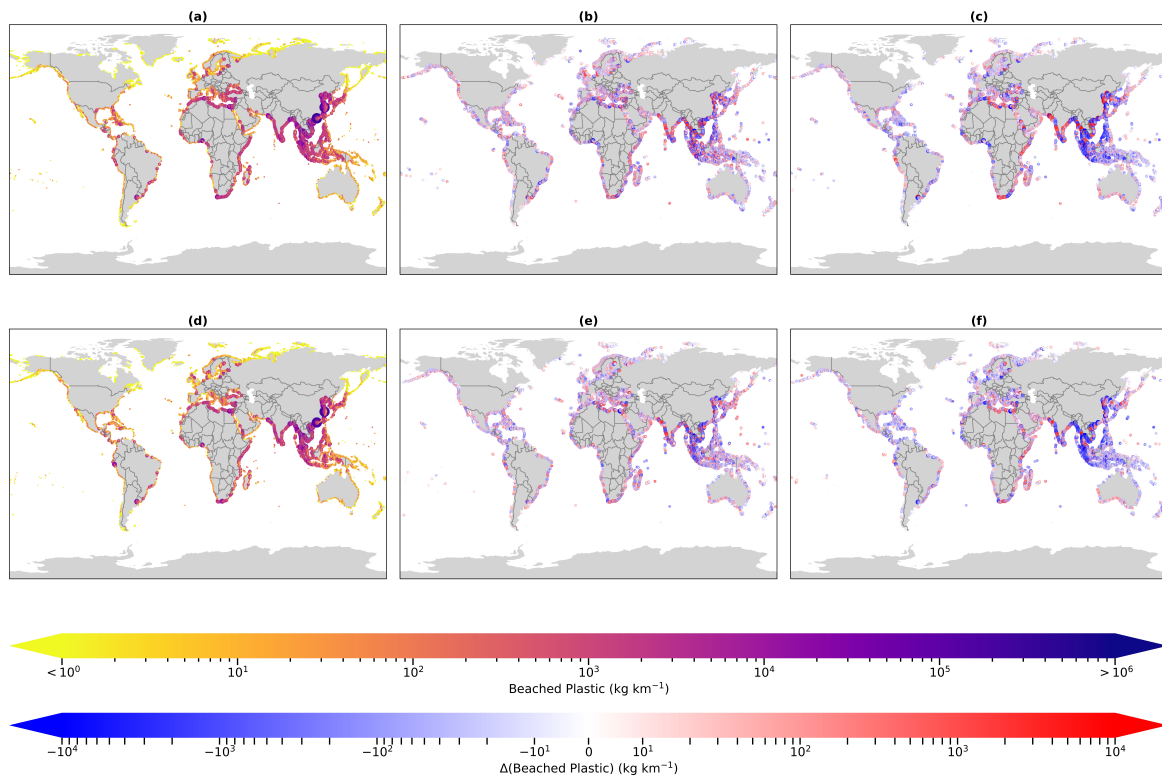 (a) (b) (c)
(d) (e) (f)
< 10⁰ 10¹ 10² 10³ 10⁴ 10⁵ > 10⁶
Beached Plastic (kg km⁻¹)
−10⁴ −10³ −10² −10¹ 0 10¹ 10² 10³ 10⁴
Δ(Beached Plastic) (kg km⁻¹)